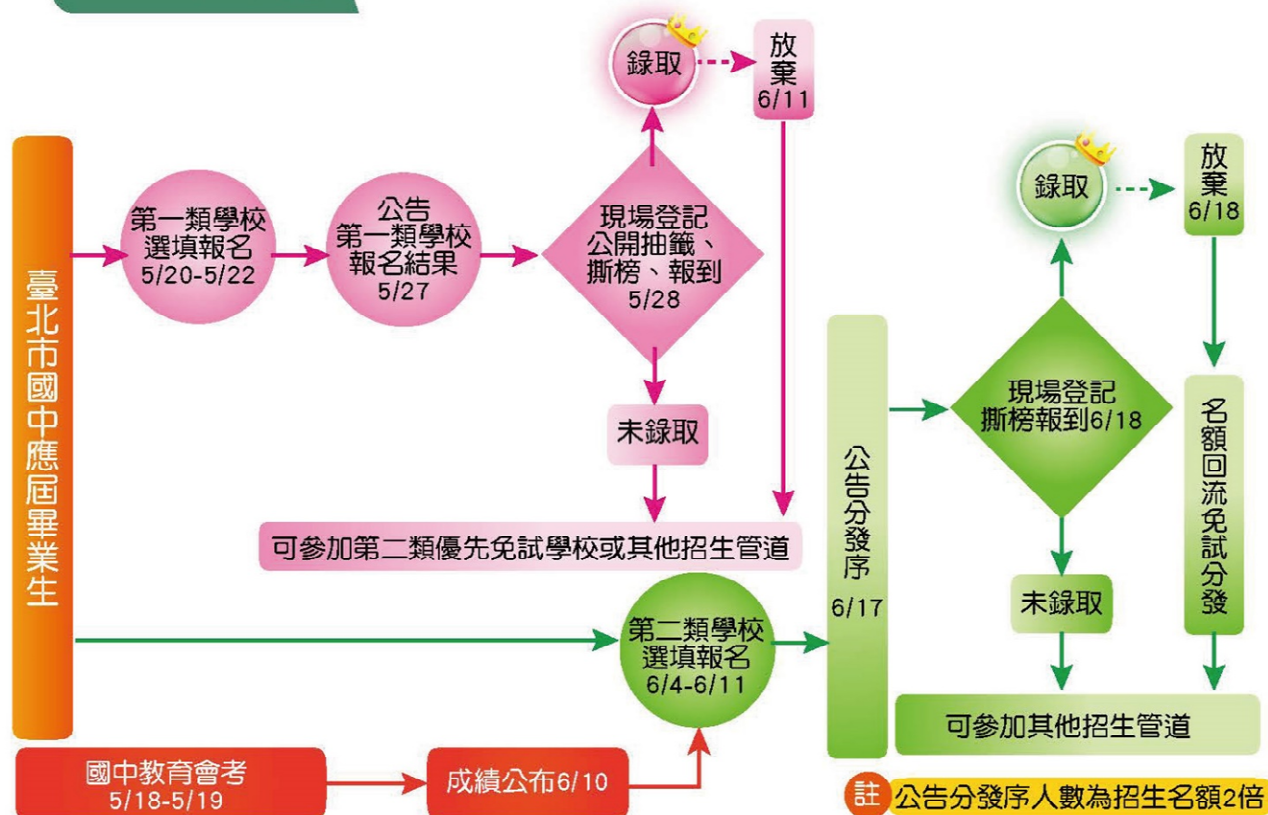 臺北市國中應屆畢業生
第一類學校
選填報名
5/20-5/22
公告
第一類學校
報名結果
5/27
現場登記
公開抽籤、
撕榜、報到
5/28
錄取
放棄
6/11
未錄取
可參加第二類優先免試學校或其他招生管道
第二類學校
選填報名
6/4-6/11
國中教育會考
5/18-5/19
成績公布6/10
公告分發序
6/17
現場登記
撕榜報到6/18
錄取
放棄
6/18
名額回流免試分發
未錄取
可參加其他招生管道
註 公告分發序人數為招生名額2倍